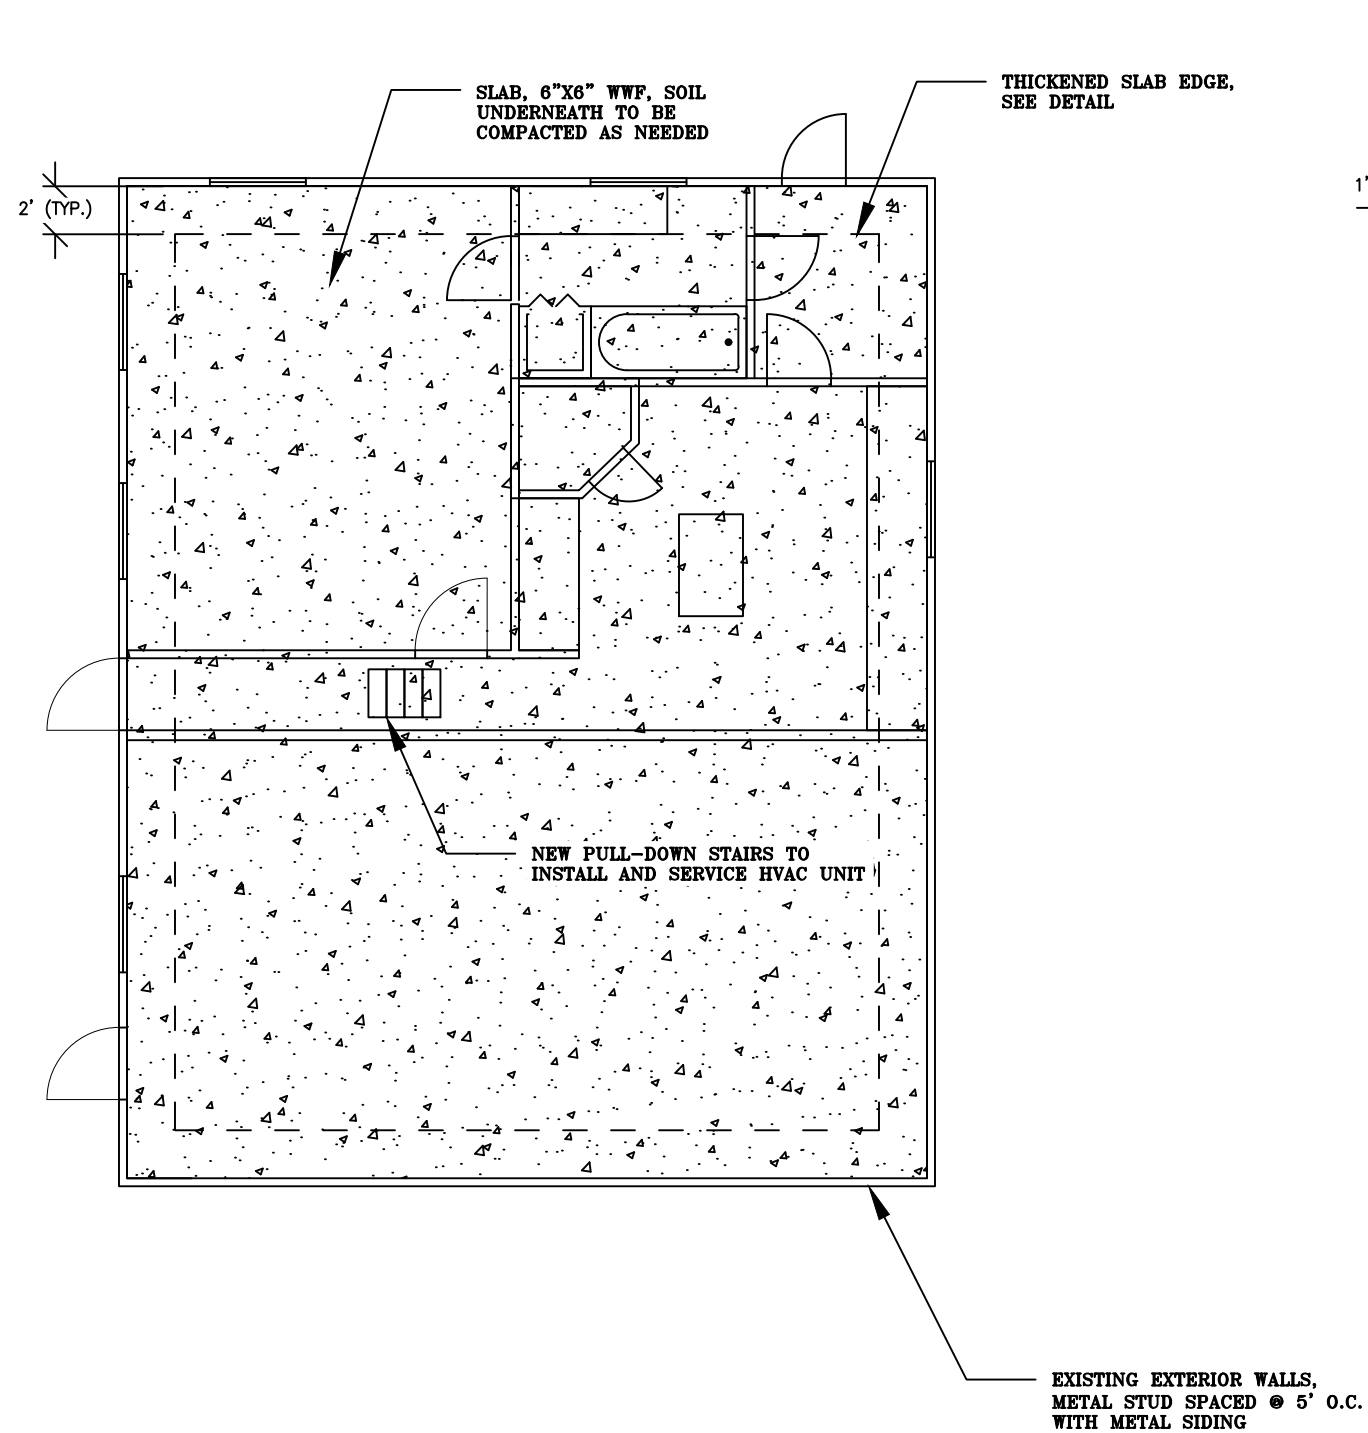 THICKENED SLAB EDGE,
SEE DETAIL
SLAB, 6”X6” WWF, SOIL
UNDERNEATH TO BE
COMPACTED AS NEEDED
2' (TYP.)
1'
NEW PULL-DOWN STAIRS TO
INSTALL AND SERVICE HVAC UNIT
EXISTING EXTERIOR WALLS,
METAL STUD SPACED @ 5' O.C.
WITH METAL SIDING